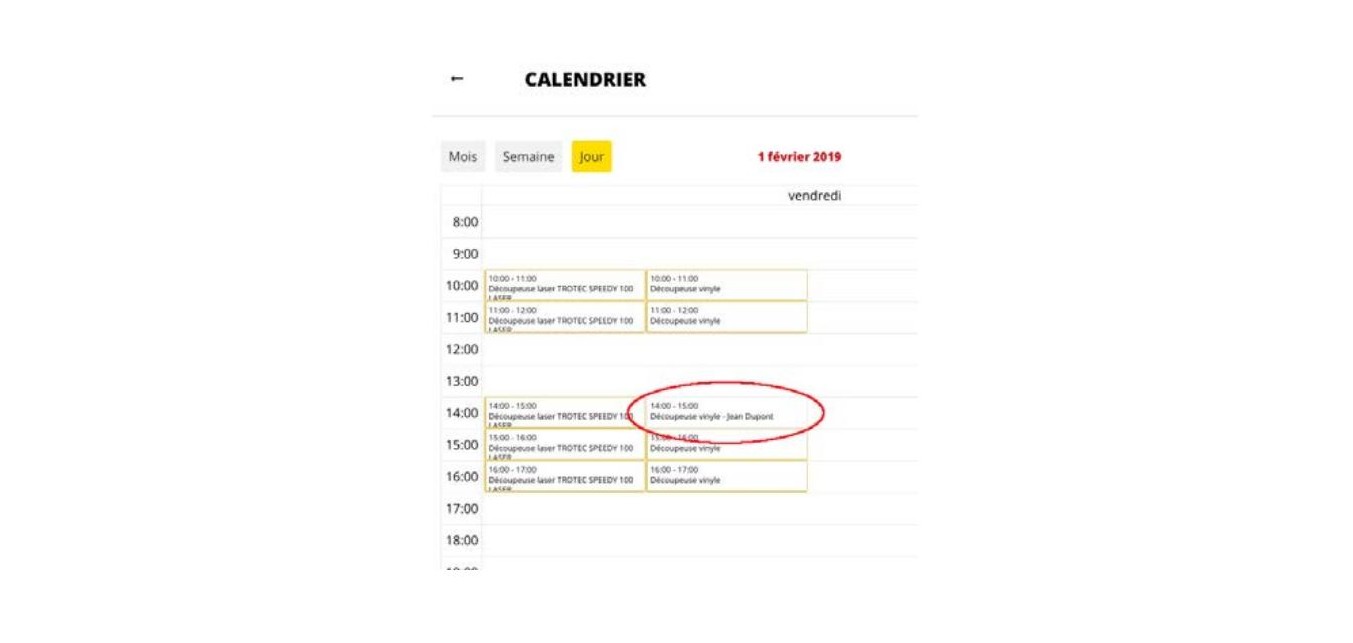 ← CALENDRIER
Mois Semaine Jour 1 février 2019
vendredi
8:00
9:00
10:00
10:00 - 11:00
Découpeuse laser TROTEC SPEEDY 100
LASER
10:00 - 11:00
Découpeuse vinyle
11:00
11:00 - 12:00
Découpeuse laser TROTEC SPEEDY 100
LASER
11:00 - 12:00
Découpeuse vinyle
12:00
13:00
14:00
14:00 - 15:00
Découpeuse laser TROTEC SPEEDY 100
LASER
14:00 - 15:00
Découpeuse vinyle - Jean Dupont
15:00
15:00 - 16:00
Découpeuse laser TROTEC SPEEDY 100
LASER
15:00 - 16:00
Découpeuse vinyle
16:00
16:00 - 17:00
Découpeuse laser TROTEC SPEEDY 100
LASER
16:00 - 17:00
Découpeuse vinyle
17:00
18:00